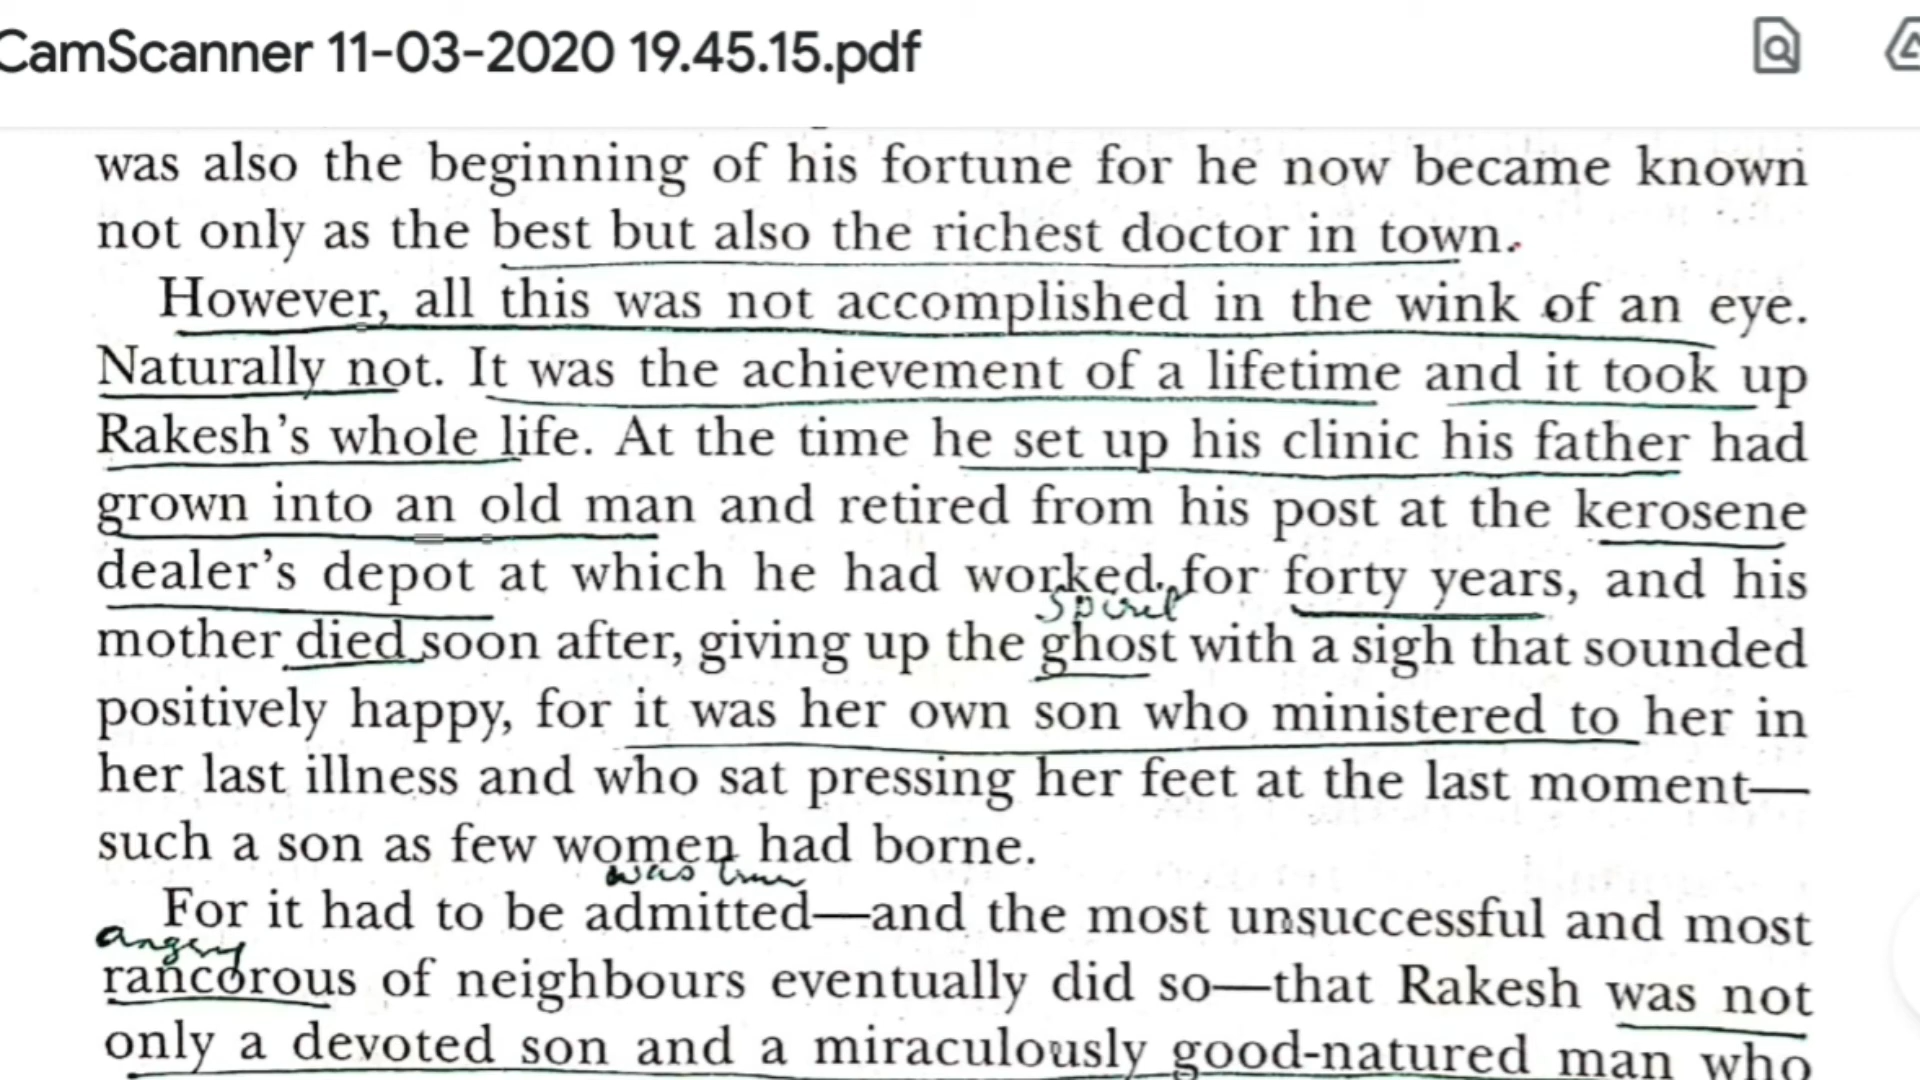 CamScanner 11-03-2020 19.45.15.pdf
was also the beginning of his fortune for he now became known
not only as the best but also the richest doctor in town.
However, all this was not accomplished in the wink of an eye.
Naturally not. It was the achievement of a lifetime and it took up
Rakesh's whole life. At the time he set up his clinic his father had
grown into an old man and retired from his post at the kerosene
dealer's depot at which he had worked for forty years, and his
spirit
mother died soon after, giving up the ghost with a sigh that sounded
positively happy, for it was her own son who ministered to her in
her last illness and who sat pressing her feet at the last moment—
such a son as few women had borne.
was true
For it had to be admitted—and the most unsuccessful and most
angery
rancorous of neighbours eventually did so—that Rakesh was not
only a devoted son and a miraculously good-natured man who